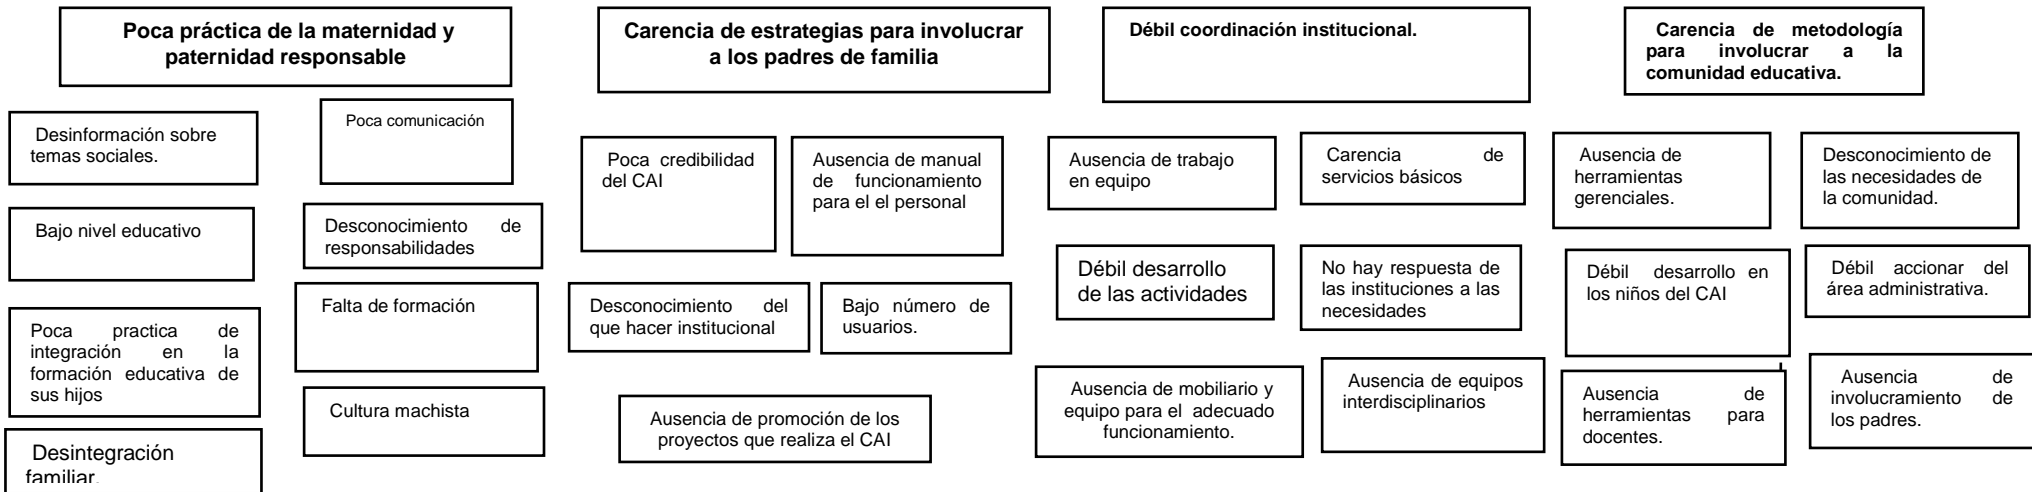 Poca práctica de la maternidad y
paternidad responsable
Carencia de estrategias para involucrar
a los padres de familia
Débil coordinación institucional.
Carencia de metodología
para involucrar a la
comunidad educativa.
Desinformación sobre
temas sociales.
Poca comunicación
Bajo nivel educativo
Desconocimiento de
responsabilidades
Poca practica de
integración en la
formación educativa de
sus hijos
Falta de formación
Cultura machista
Desintegración
familiar.
Poca credibilidad
del CAI
Ausencia de manual
de funcionamiento
para el el personal
Desconocimiento del
que hacer institucional
Bajo número de
usuarios.
Ausencia de promoción de los
proyectos que realiza el CAI
Ausencia de trabajo
en equipo
Carencia de
servicios básicos
Débil desarrollo
de las actividades
No hay respuesta de
las instituciones a las
necesidades
Ausencia de mobiliario y
equipo para el adecuado
funcionamiento.
Ausencia de equipos
interdisciplinarios
Ausencia de
herramientas
gerenciales.
Desconocimiento de
las necesidades de
la comunidad.
Débil desarrollo en
los niños del CAI
Débil accionar del
área administrativa.
Ausencia de
herramientas para
docentes.
Ausencia de
involucramiento de
los padres.